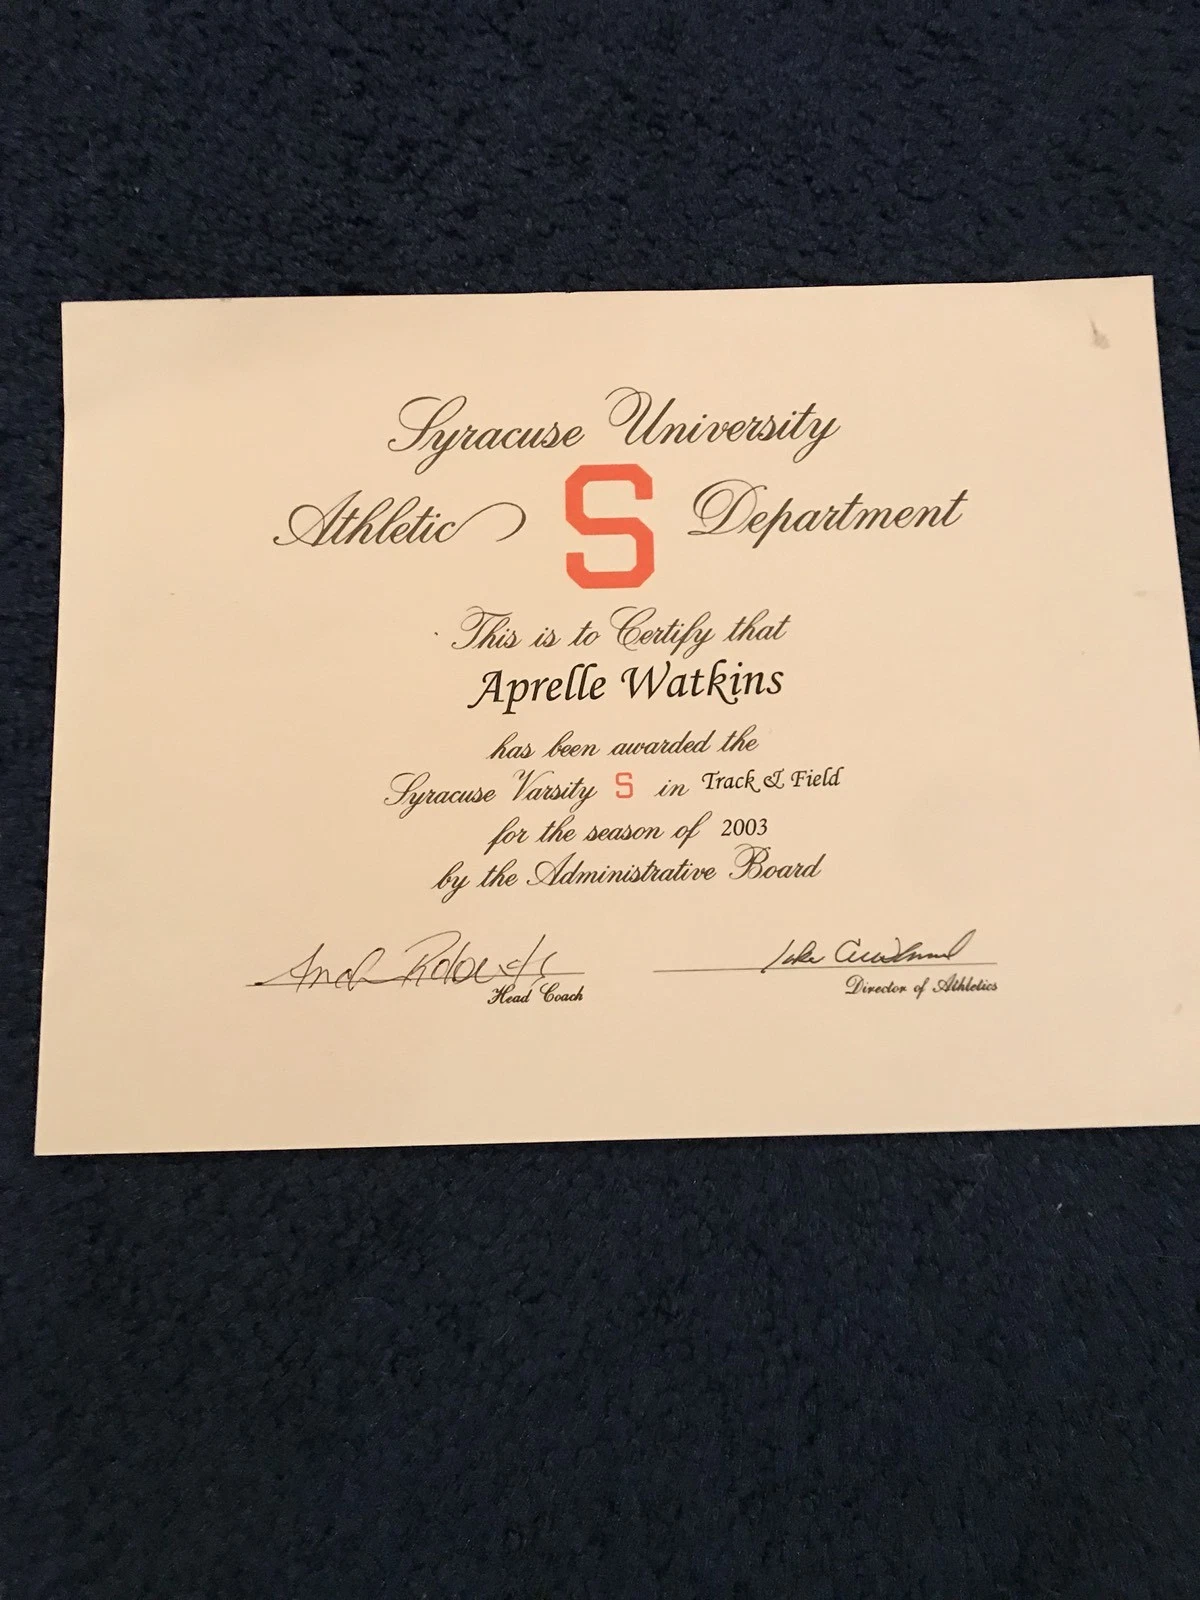 Syracuse University
Athletic S Department
This is to Certify that
Aprelle Watkins
has been awarded the
Syracuse Varsity S in Track & Field
for the season of 2003
by the Administrative Board
Head Coach
Director of Athletics